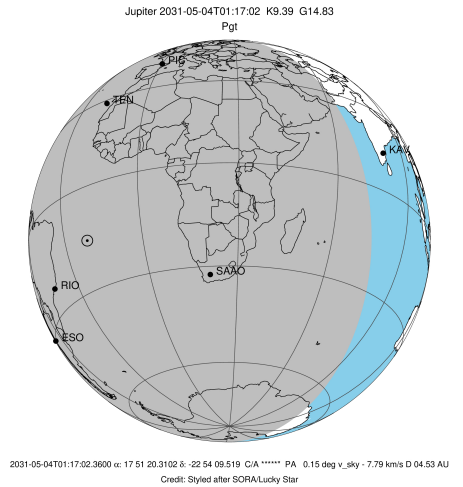 Jupiter 2031-05-04T01:17:02 K9.39 G14.83
Pgt
PIC
TEN
KAV
SAAO
RIO
ESO
2031-05-04T01:17:02.3600 α: 17 51 20.3102 δ: -22 54 09.519 C/A ****** PA 0.15 deg v_sky - 7.79 km/s D 04.53 AU
Credit: Styled after SORA/Lucky Star